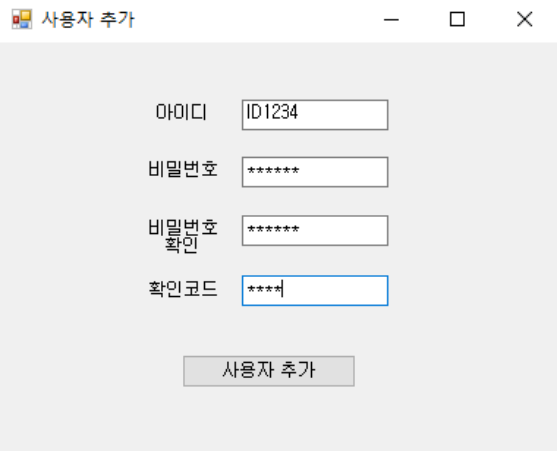 사용자 추가
아이디 ID1234
비밀번호 ******
비밀번호
확인 ******
확인코드 ****
사용자 추가